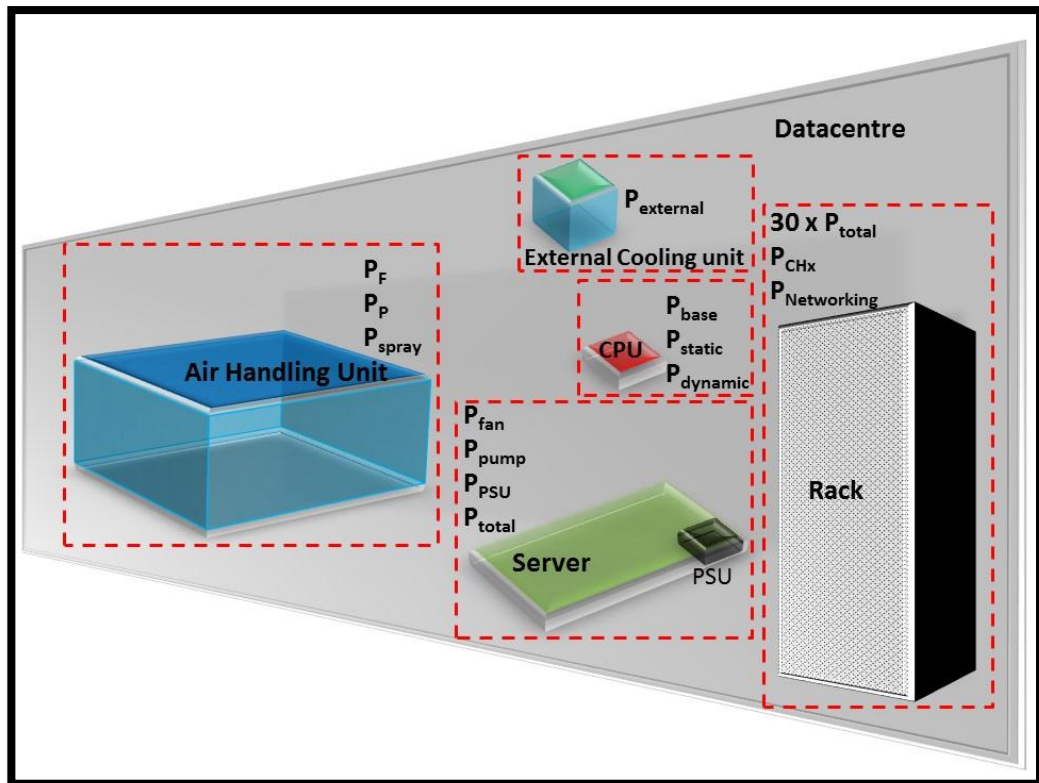 Datacentre
P_external
External Cooling unit
30 x P_total
P_CHx
P_Networking
Rack
P_F
P_P
P_spray
Air Handling Unit
P_base
P_static
P_dynamic
CPU
P_fan
P_pump
P_PSU
P_total
Server
PSU